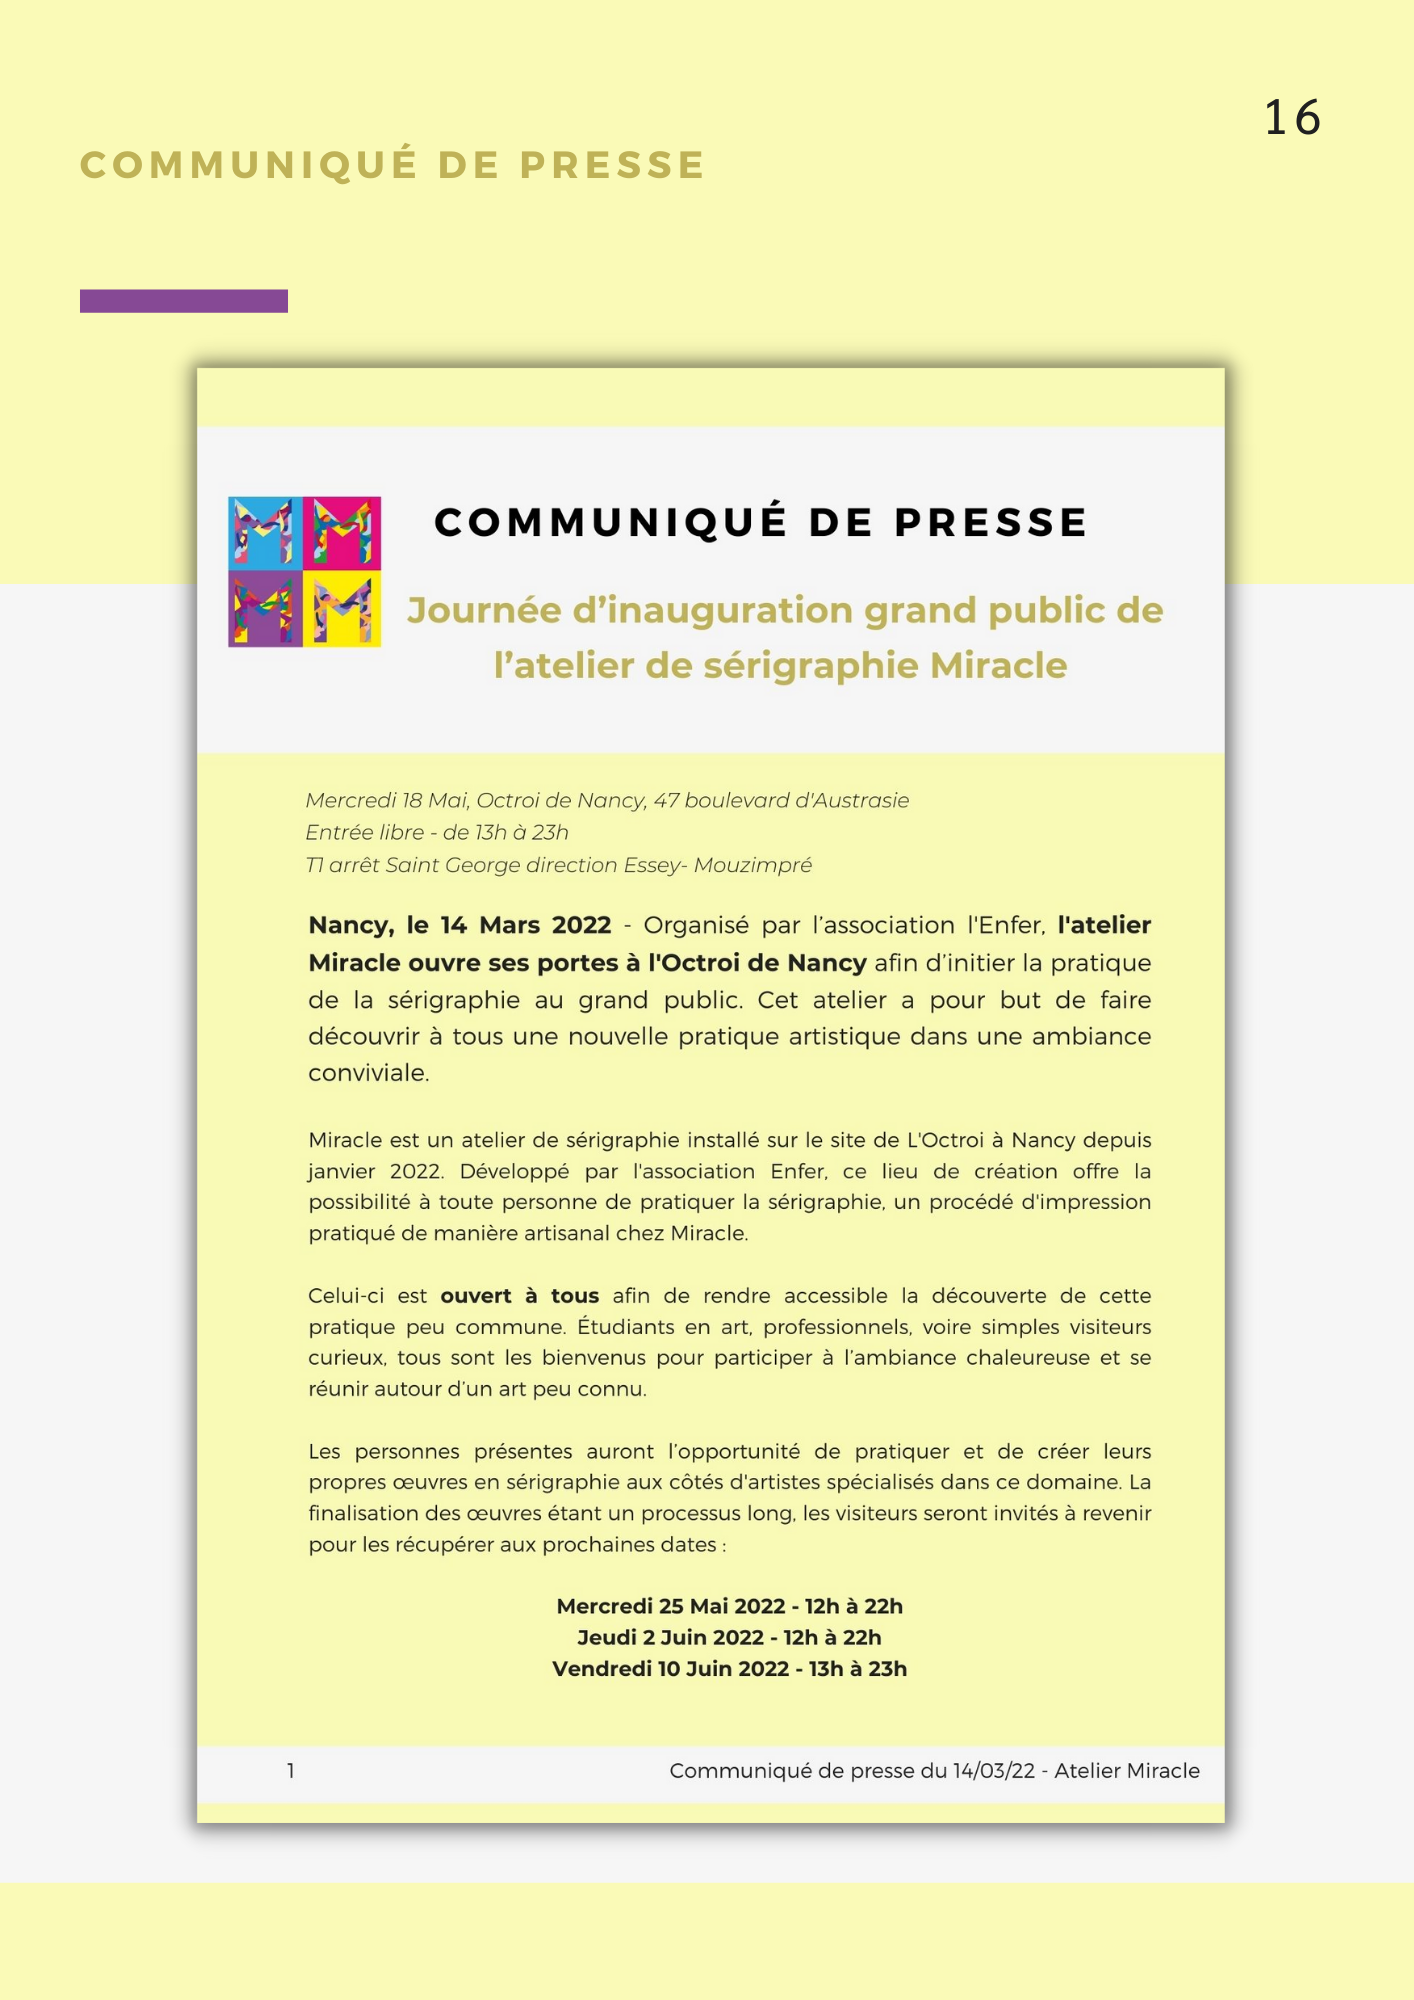 16
COMMUNIQUÉ DE PRESSE
COMMUNIQUÉ DE PRESSE
Journée d’inauguration grand public de
l’atelier de sérigraphie Miracle
Mercredi 18 Mai, Octroi de Nancy, 47 boulevard d'Austrasie
Entrée libre - de 13h à 23h
T1 arrêt Saint George direction Essey- Mouzimpré
Nancy, le 14 Mars 2022 - Organisé par l’association l'Enfer, l'atelier
Miracle ouvre ses portes à l'Octroi de Nancy afin d’initier la pratique
de la sérigraphie au grand public. Cet atelier a pour but de faire
découvrir à tous une nouvelle pratique artistique dans une ambiance
conviviale.
Miracle est un atelier de sérigraphie installé sur le site de L'Octroi à Nancy depuis
janvier 2022. Développé par l'association Enfer, ce lieu de création offre la
possibilité à toute personne de pratiquer la sérigraphie, un procédé d'impression
pratiqué de manière artisanal chez Miracle.
Celui-ci est ouvert à tous afin de rendre accessible la découverte de cette
pratique peu commune. Étudiants en art, professionnels, voire simples visiteurs
curieux, tous sont les bienvenus pour participer à l’ambiance chaleureuse et se
réunir autour d’un art peu connu.
Les personnes présentes auront l’opportunité de pratiquer et de créer leurs
propres œuvres en sérigraphie aux côtés d'artistes spécialisés dans ce domaine. La
finalisation des œuvres étant un processus long, les visiteurs seront invités à revenir
pour les récupérer aux prochaines dates :
Mercredi 25 Mai 2022 - 12h à 22h
Jeudi 2 Juin 2022 - 12h à 22h
Vendredi 10 Juin 2022 - 13h à 23h
1
Communiqué de presse du 14/03/22 - Atelier Miracle